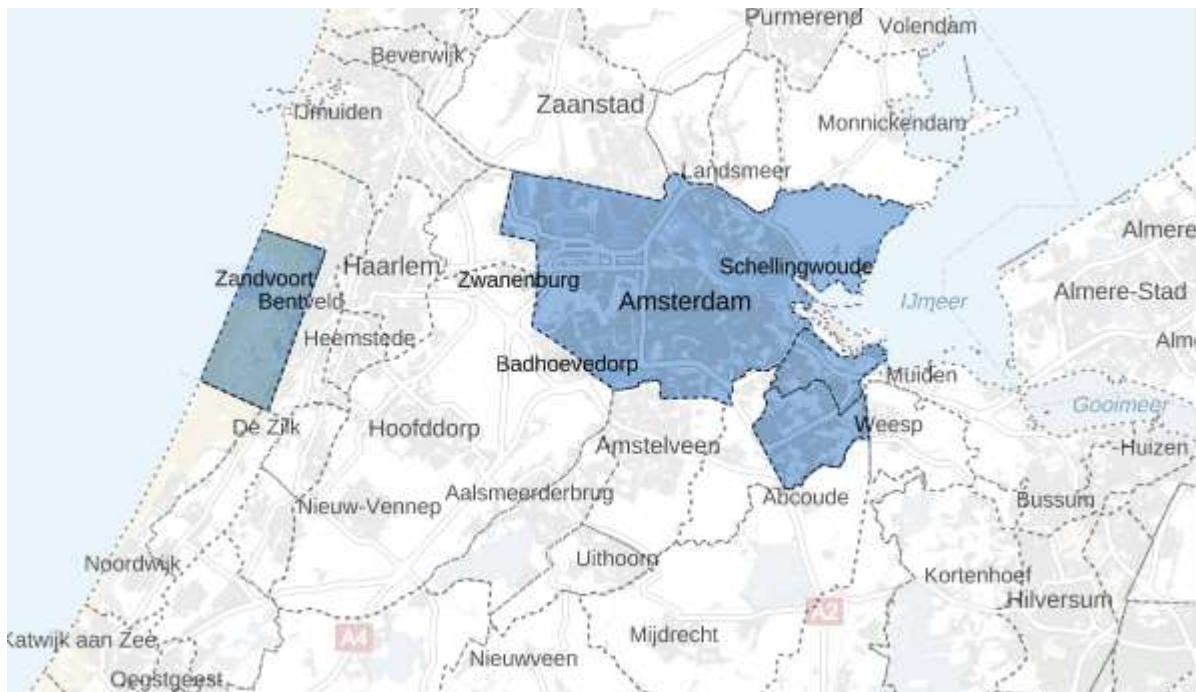 Purmerend
Volendam
Beverwijk
Zaanstad
IJmuiden
Monnickendam
Landsmeer
Almere
Haarlem
Schellingwoude
Zandvoort
Zwanenburg
Bentveld
Amsterdam
IJmeer
Almere-Stad
Heemstede
Alm
Badhoevedorp
Muiden
Gooimeer
De Zilk
Hoofddorp
Weesp
Amstelveen
Huizen
Aalsmeerderbrug
Abcoude
Bussum
Nieuw-Vennep
Noordwijk
Uithoorn
Kortenhoef
Hilversum
A2
Katwijk aan Zee
A4
Mijdrecht
Nieuwveen
Oegstgeest